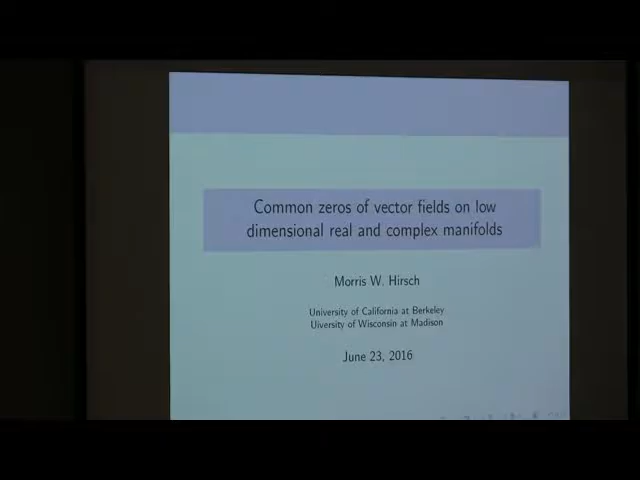 Common zeros of vector fields on low
dimensional real and complex manifolds
Morris W. Hirsch
University of California at Berkeley
Uiversity of Wisconsin at Madison
June 23, 2016